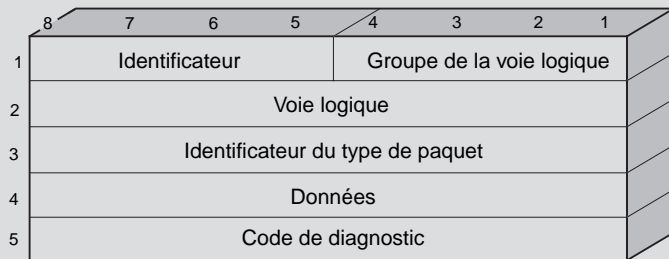 8 7 6 5 4 3 2 1
1 Identificateur Groupe de la voie logique
2 Voie logique
3 Identificateur du type de paquet
4 Données
5 Code de diagnostic